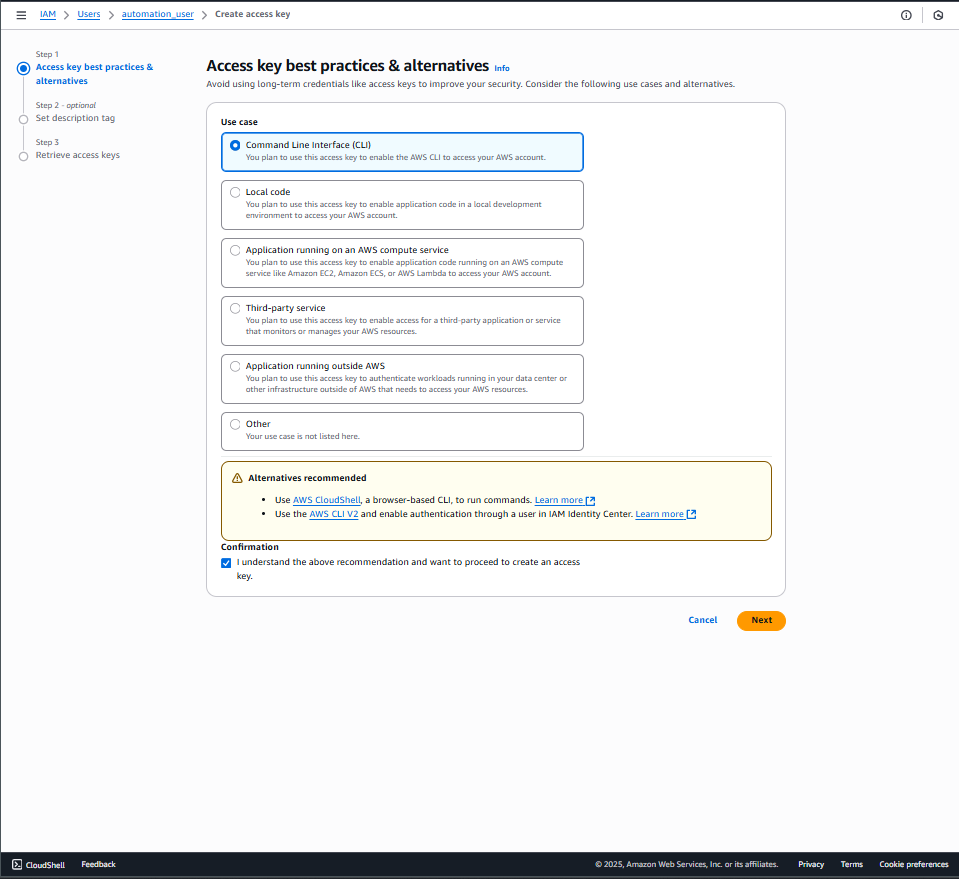 IAM > Users > automation_user > Create access key
Step 1
Access key best practices &
alternatives
Step 2 - optional
Set description tag
Step 3
Retrieve access keys
Access key best practices & alternatives Info
Avoid using long-term credentials like access keys to improve your security. Consider the following use cases and alternatives.
Use case
Command Line Interface (CLI)
You plan to use this access key to enable the AWS CLI to access your AWS account.
Local code
You plan to use this access key to enable application code in a local development
environment to access your AWS account.
Application running on an AWS compute service
You plan to use this access key to enable application code running on an AWS compute
service like Amazon EC2, Amazon ECS, or AWS Lambda to access your AWS account.
Third-party service
You plan to use this access key to enable access for a third-party application or service
that monitors or manages your AWS resources.
Application running outside AWS
You plan to use this access key to authenticate workloads running in your data center or
other infrastructure outside of AWS that needs to access your AWS resources.
Other
Your use case is not listed here.
Alternatives recommended
• Use AWS CloudShell, a browser-based CLI, to run commands. Learn more
• Use the AWS CLI V2 and enable authentication through a user in IAM Identity Center. Learn more
Confirmation
I understand the above recommendation and want to proceed to create an access
key.
Cancel Next
CloudShell Feedback © 2025, Amazon Web Services, Inc. or its affiliates. Privacy Terms Cookie preferences